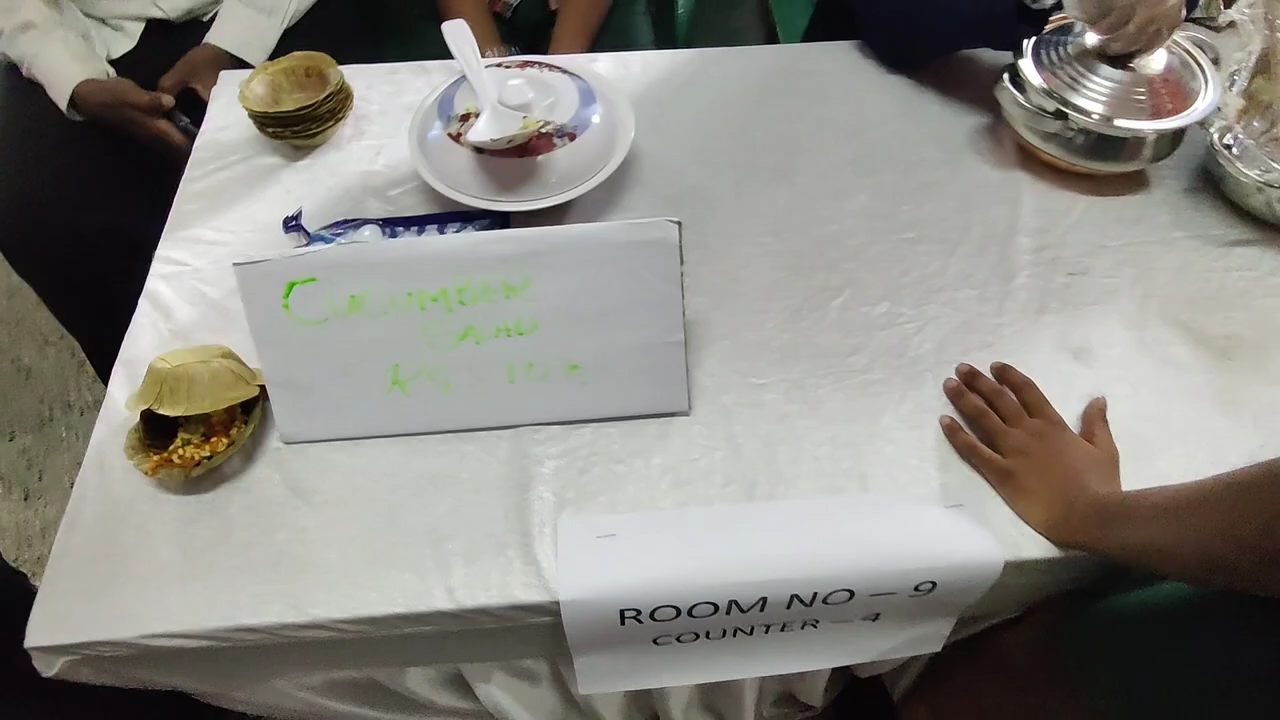 CUCUMBER
SALAD
ROOM NO – 9
COUNTER – 4